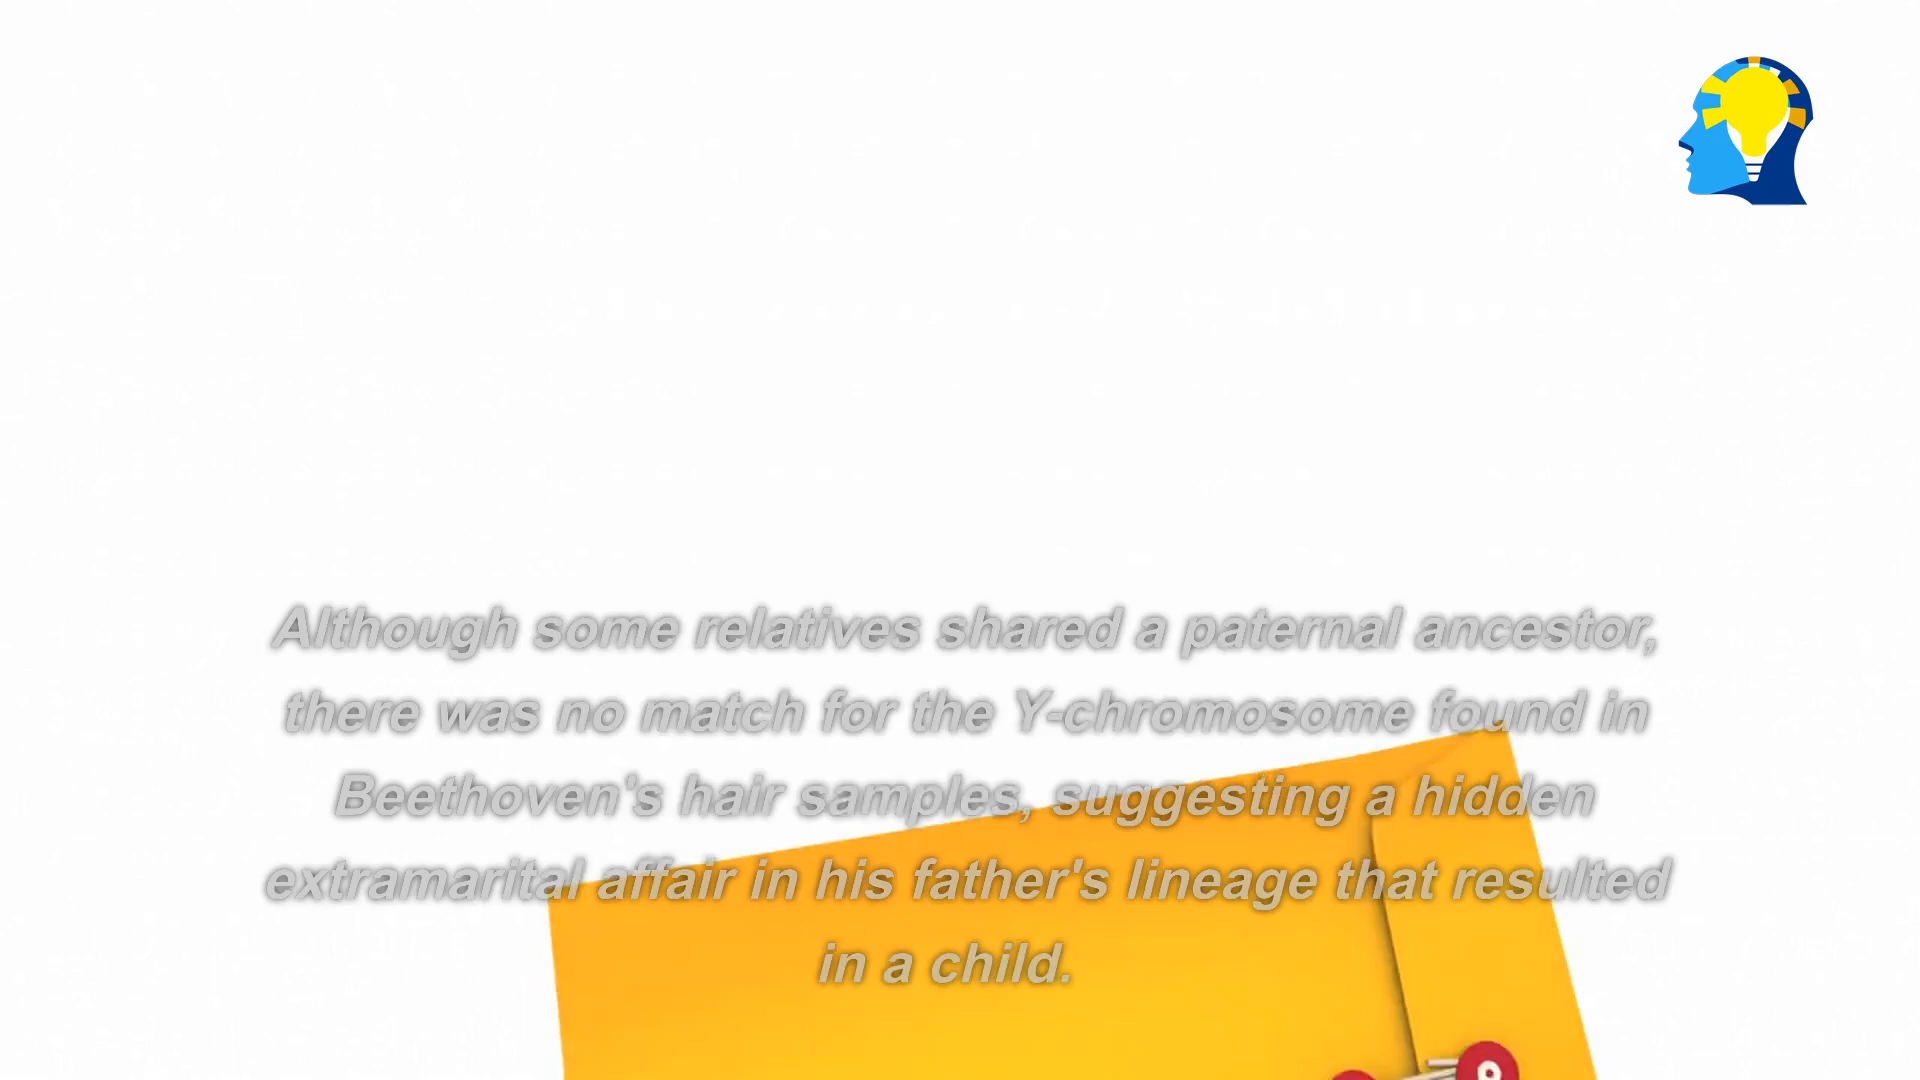 Although some relatives shared a paternal ancestor,
there was no match for the Y-chromosome found in
Beethoven's hair samples, suggesting a hidden
extramarital affair in his father's lineage that resulted
in a child.